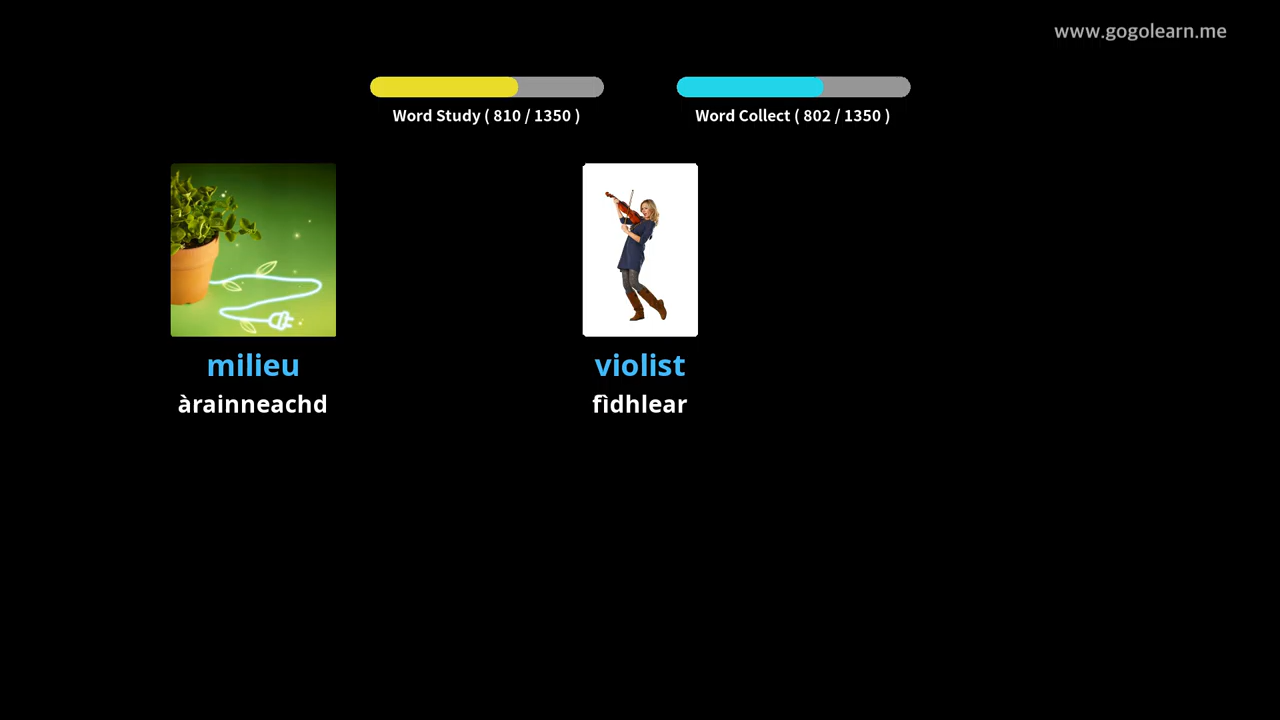 www.gogolearn.me
Word Study ( 810 / 1350 )
Word Collect ( 802 / 1350 )
milieu
àrainneachd
violist
fìdhlear